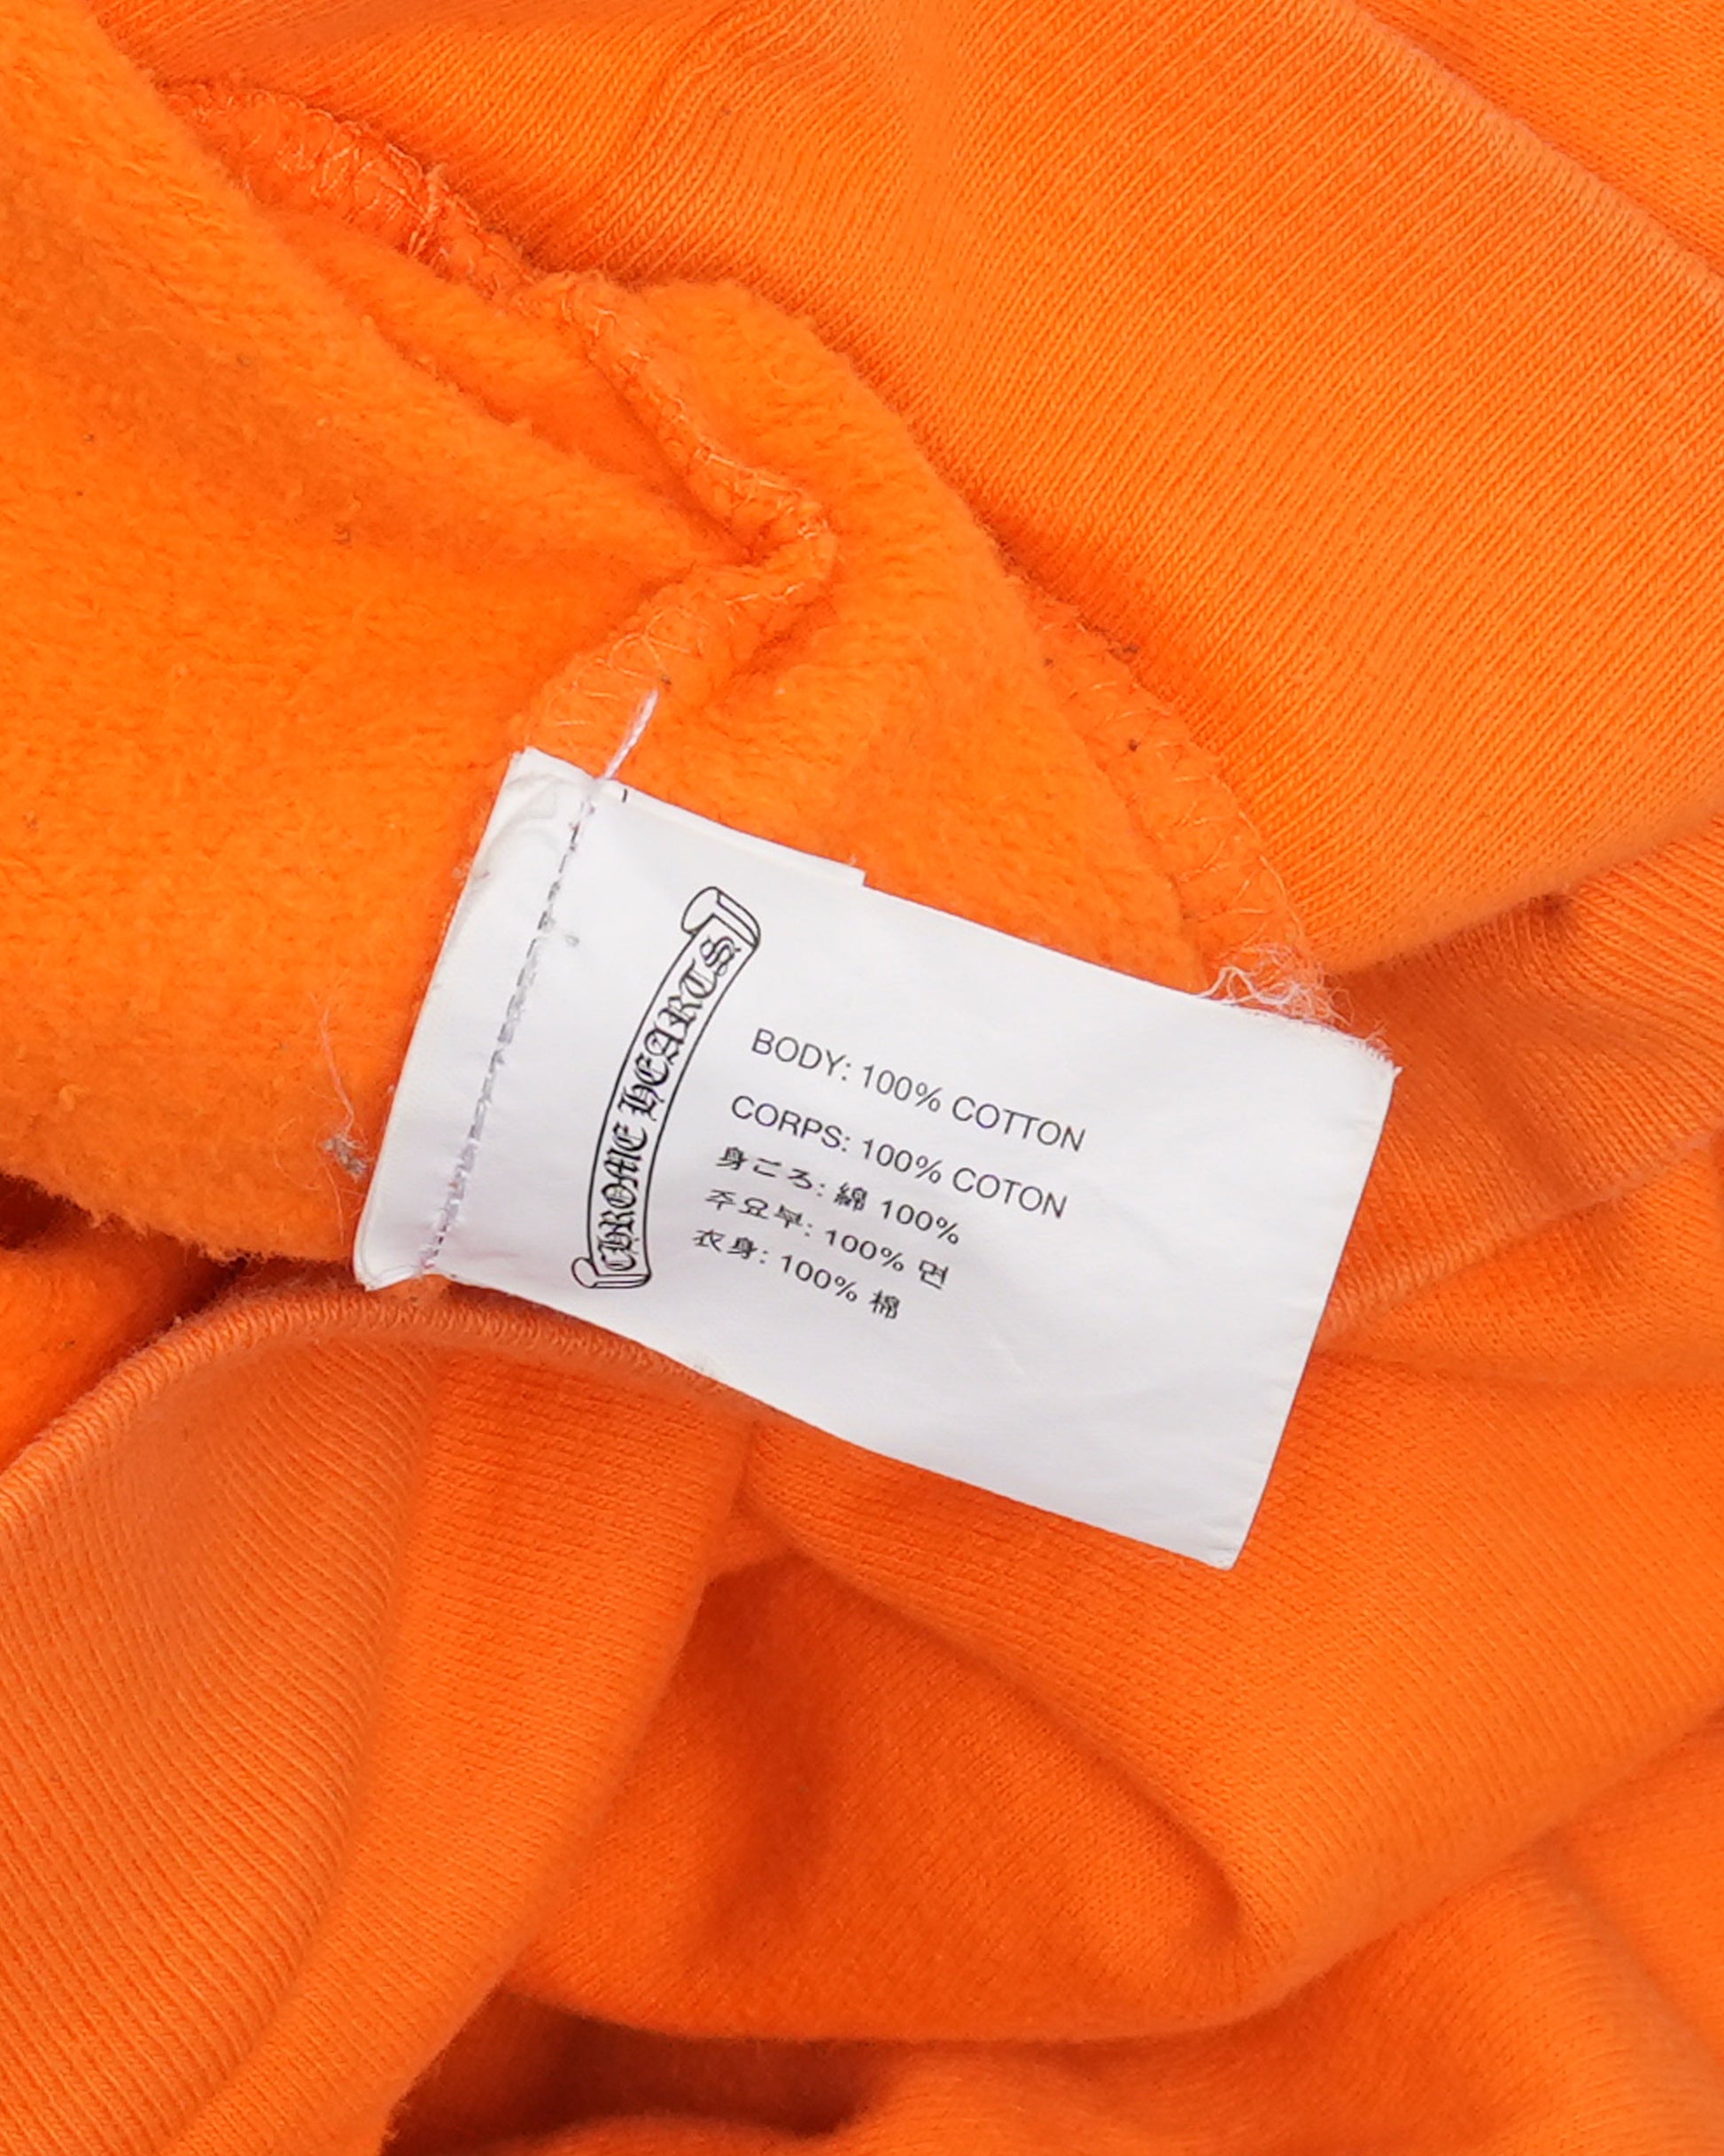 CHROME HEARTS
BODY: 100% COTTON
CORPS: 100% COTON
身ごろ: 綿 100%
주요부: 100% 면
衣身: 100% 棉